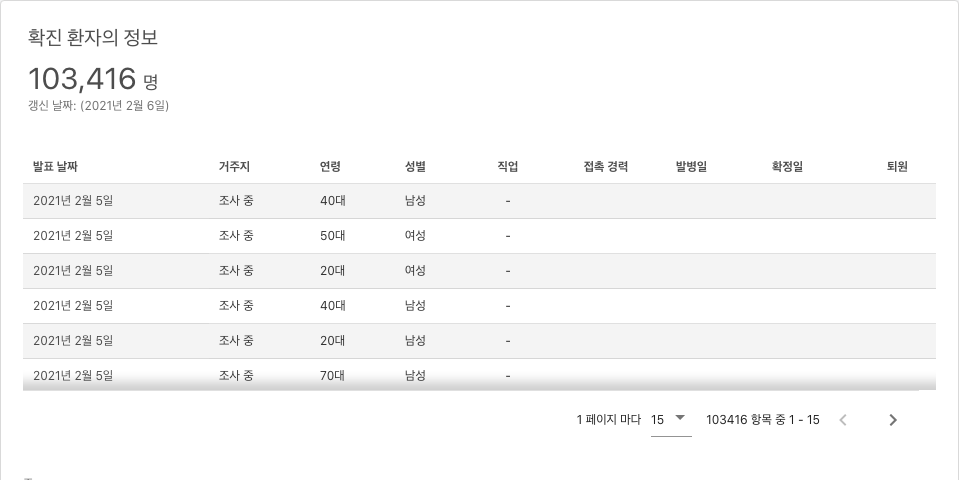 확진 환자의 정보
103,416 명
갱신 날짜: (2021년 2월 6일)
발표 날짜 거주지 연령 성별 직업 접촉 경력 발병일 확정일 퇴원
2021년 2월 5일 조사 중 40대 남성 -
2021년 2월 5일 조사 중 50대 여성 -
2021년 2월 5일 조사 중 20대 여성 -
2021년 2월 5일 조사 중 40대 남성 -
2021년 2월 5일 조사 중 20대 남성 -
2021년 2월 5일 조사 중 70대 남성 -
1 페이지 마다 15 103416 항목 중 1 - 15